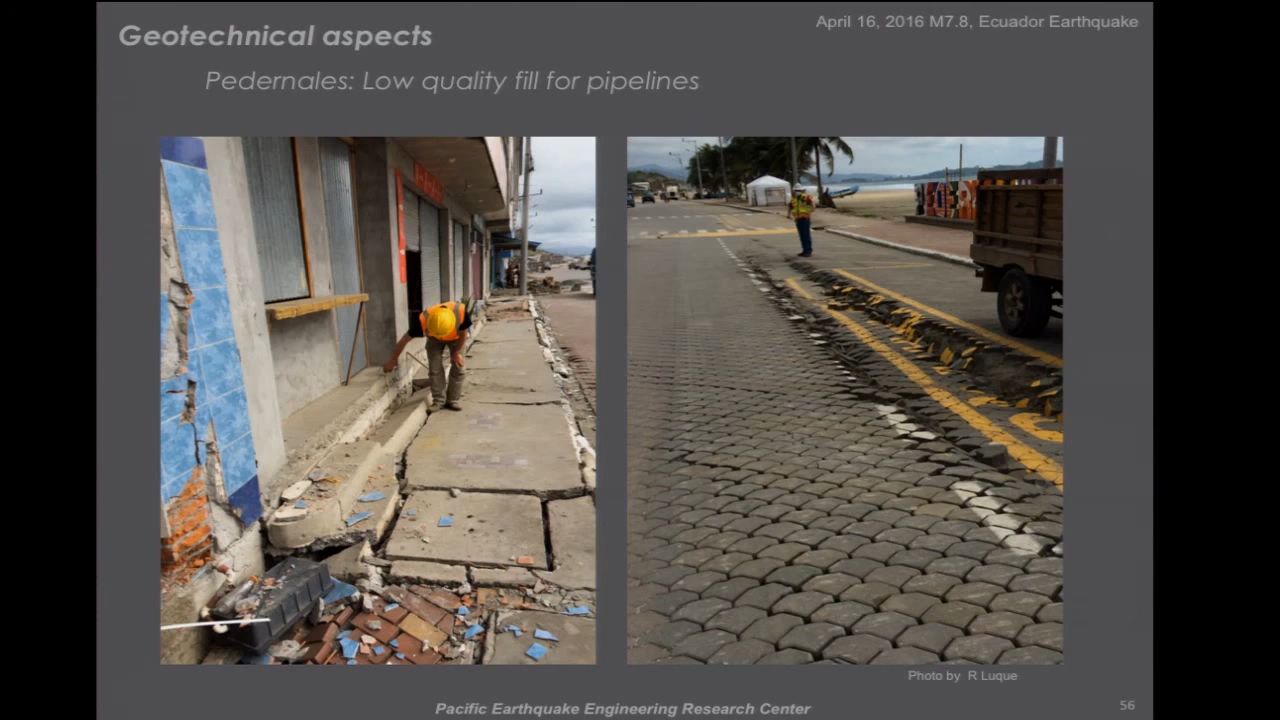 April 16, 2016 M7.8, Ecuador Earthquake
Geotechnical aspects
Pedernales: Low quality fill for pipelines
Photo by R Luque
Pacific Earthquake Engineering Research Center
56